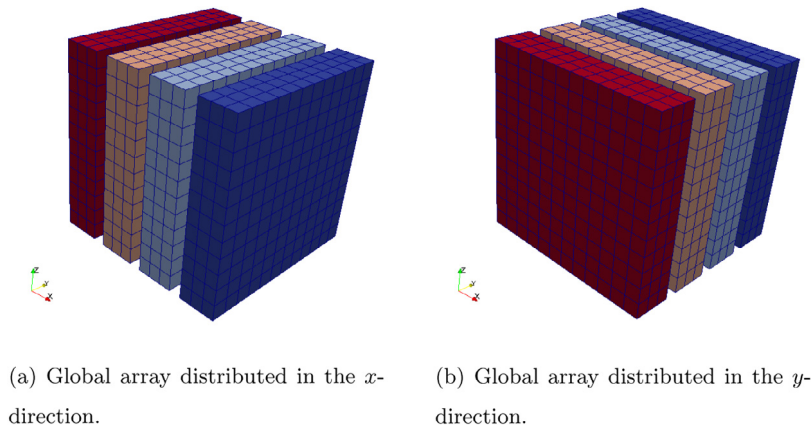 Z
Y
X
Z
Y
X
(a) Global array distributed in the x-
direction.
(b) Global array distributed in the y-
direction.